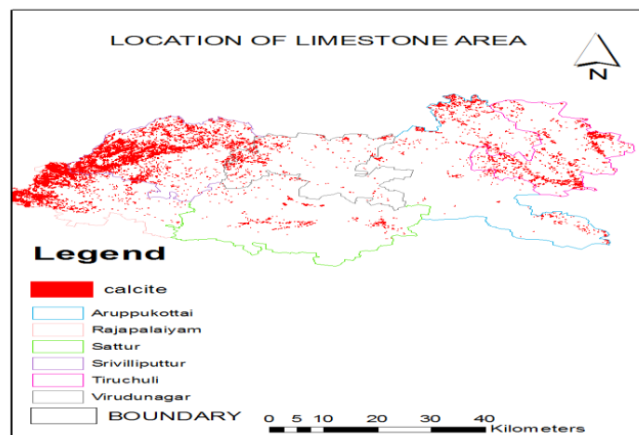 LOCATION OF LIMESTONE AREA
N
Legend
calcite
Aruppukottai
Rajapalaiyam
Sattur
Srivilliputtur
Tiruchuli
Virudunagar
BOUNDARY
0 5 10 20 30 40
Kilometers